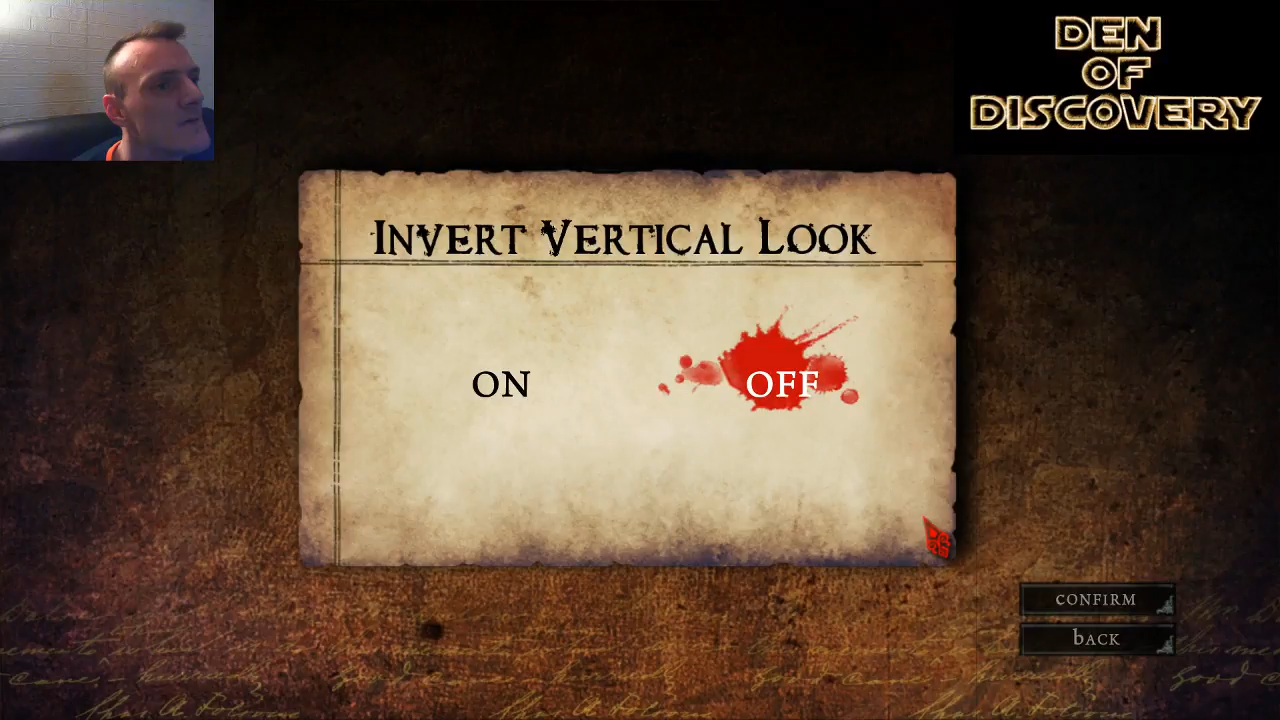 DEN
OF
DISCOVERY
INVERT VERTICAL LOOK
ON
OFF
CONFIRM
bACK